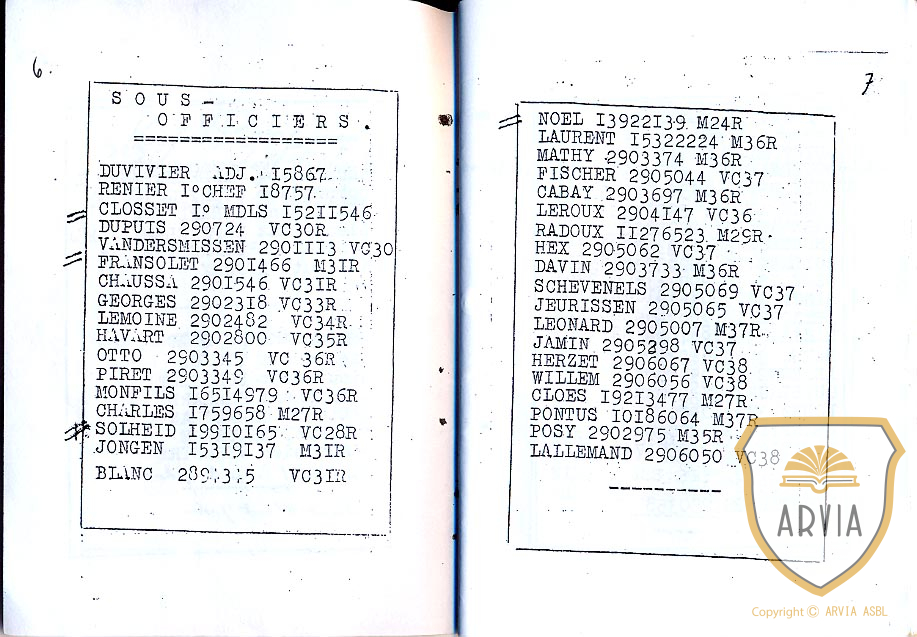 6.
SOUS-
OFFICIERS.
==================
DUVIVIER ADJ. I5867
RENIER I°CHEF I8757
CLOSSET I° MDLS I52II546
DUPUIS 290724 VC30R
VANDERSMISSEN 290III3 VC30
FRANSOLET 290I466 M3IR
CHAUSSA 290I546 VC3IR
GEORGES 29023I8 VC33R
LEMOINE 2902482 VC34R
HAVART 2902800 VC35R
OTTO 2903345 VC 36R
PIRET 2903349 VC36R
MONFILS I65I4979 VC36R
CHARLES I759658 M27R
SOLHEID I99I0I65 VC28R
JONGEN I53I9I37 M3IR
BLANC VC3IR
7
NOEL I3922I39 M24R
LAURENT I5322224 M36R
MATHY 2903374 M36R
FISCHER 2905044 VC37
CABAY 2903697 M36R
LEROUX 2904I47 VC36
RADOUX II276523 M29R
HEX 2905062 VC37
DAVIN 2903733 M36R
SCHEVENELS 2905069 VC37
JEURISSEN 2905065 VC37
LEONARD 2905007 M37R
JAMIN 2905298 VC37
HERZET 2906067 VC38
WILLEM 2906056 VC38
CLOES I92I3477 M27R
PONTUS I0I86064 M37R
POSY 2902975 M35R
LALLEMAND 2906050 VC38
----------
ARVIA
Copyright © ARVIA ASBL